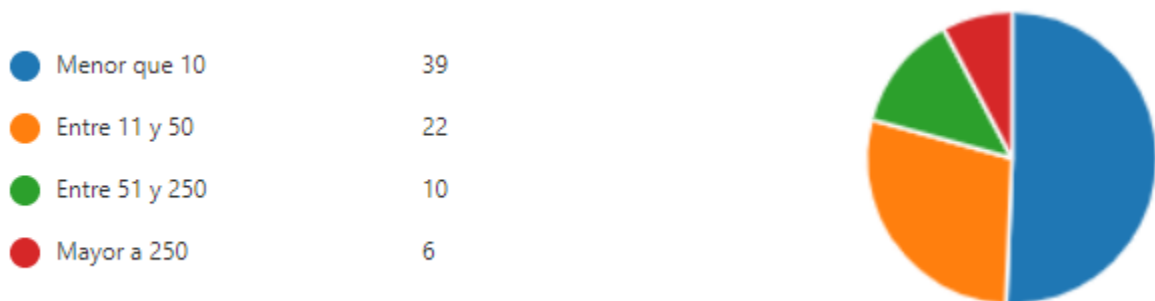 Menor que 10 39
Entre 11 y 50 22
Entre 51 y 250 10
Mayor a 250 6